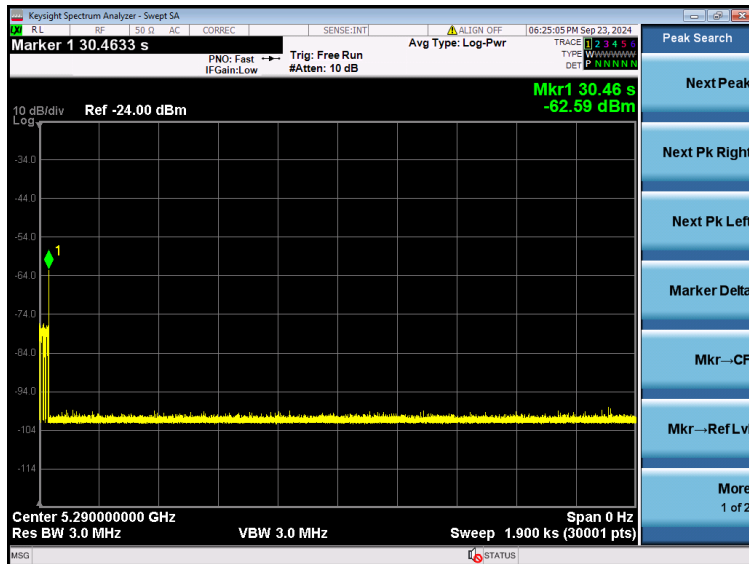 Keysight Spectrum Analyzer - Swept SA
LXI RL RF 50 Ω AC CORREC SENSE:INT ALIGN OFF 06:25:05 PM Sep 23, 2024
Marker 1 30.4633 s
PNO: Fast
IFGain:Low
Trig: Free Run
#Atten: 10 dB
Avg Type: Log-Pwr
TRACE 1 2 3 4 5 6
TYPE WWWWWW
DET P N N N N N
Mkr1 30.46 s
-62.59 dBm
10 dB/div Ref -24.00 dBm
Log
-34.0
-44.0
-54.0
1
-64.0
-74.0
-84.0
-94.0
-104
-114
Center 5.290000000 GHz Span 0 Hz
Res BW 3.0 MHz VBW 3.0 MHz Sweep 1.900 ks (30001 pts)
MSG STATUS
Peak Search
Next Peak
Next Pk Right
Next Pk Left
Marker Delta
Mkr→CF
Mkr→Ref Lvl
More
1 of 2